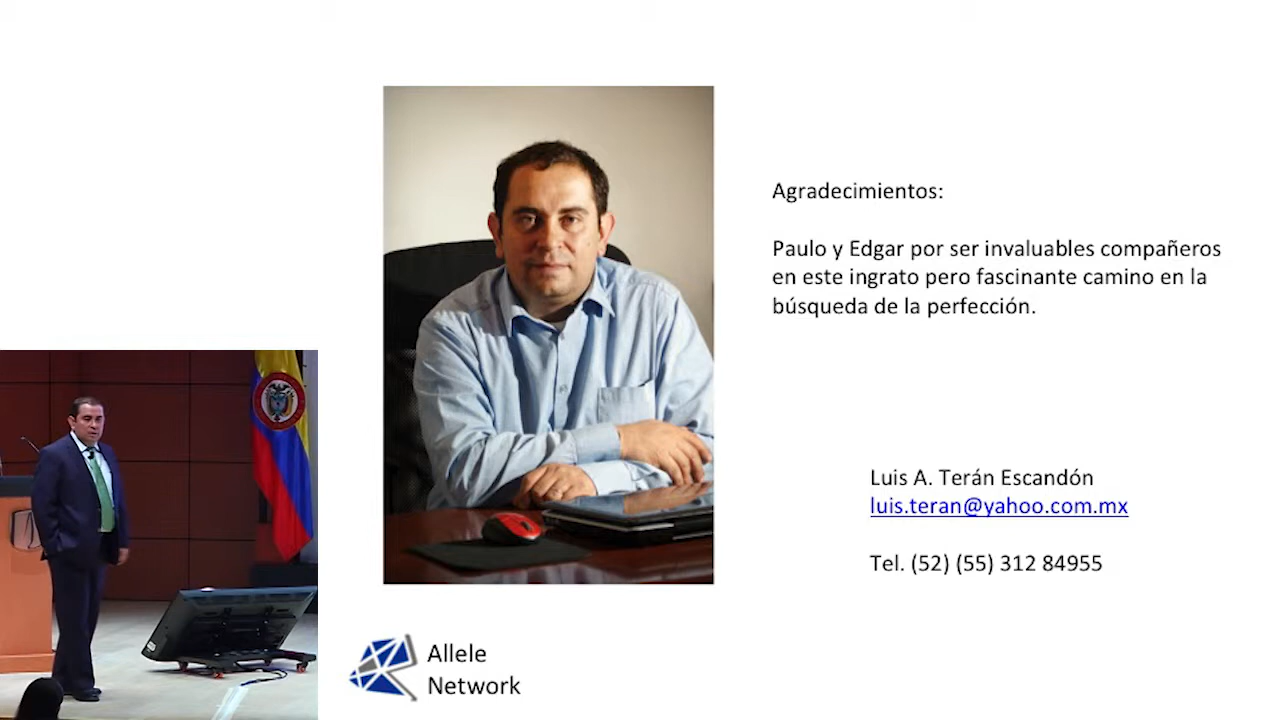 Agradecimientos:
Paulo y Edgar por ser invaluables compañeros
en este ingrato pero fascinante camino en la
búsqueda de la perfección.
Luis A. Terán Escandón
luis.teran@yahoo.com.mx
Tel. (52) (55) 312 84955
Allele
Network